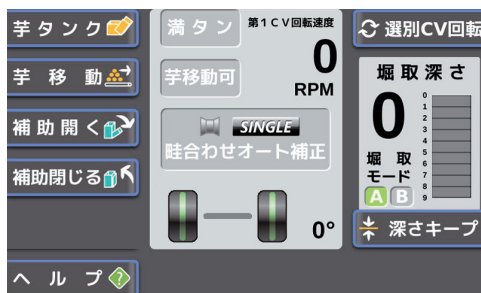 芋タンク
芋移動
補助開く
補助閉じる
ヘルプ
満タン
第1CV回転速度
0
RPM
芋移動可
SINGLE
畦合わせオート補正
0°
選別CV回転
堀取深さ
0
0
1
2
3
4
5
6
7
8
9
堀取
モード
A B
深さキープ